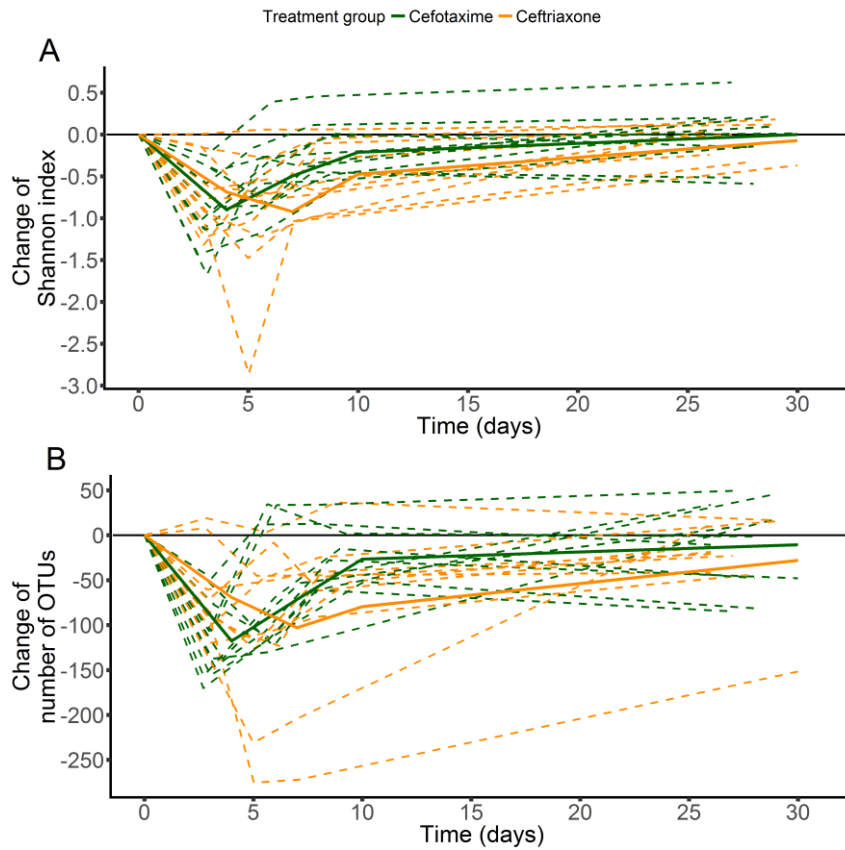 Treatment group Cefotaxime Ceftriaxone
A
0.5
0.0
-0.5
-1.0
-1.5
-2.0
-2.5
-3.0
Change of
Shannon index
0 5 10 15 20 25 30
Time (days)
B
50
0
-50
-100
-150
-200
-250
Change of
number of OTUs
0 5 10 15 20 25 30
Time (days)